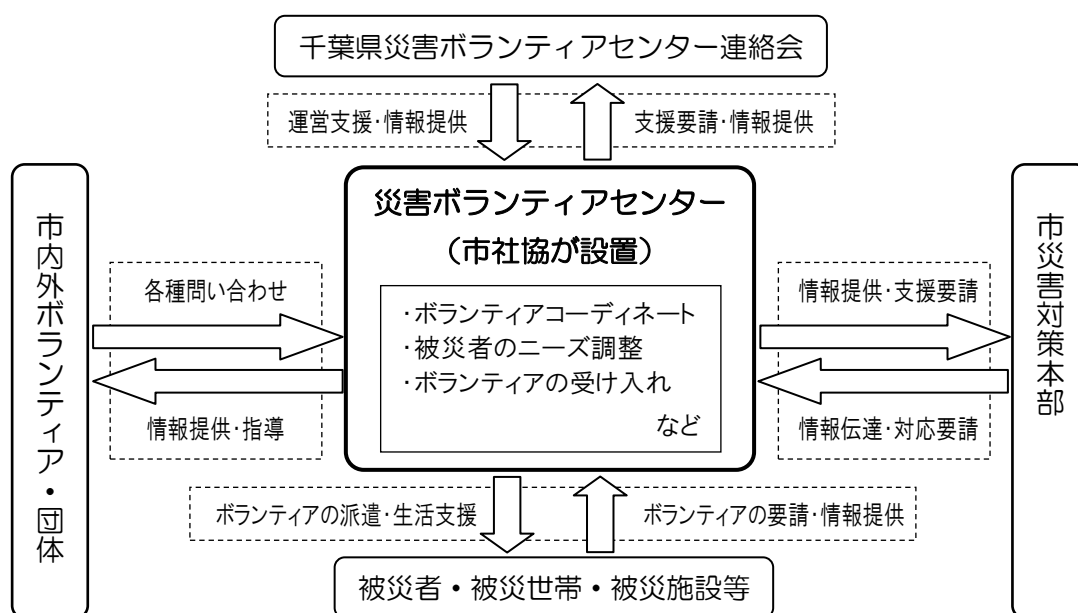 千葉県災害ボランティアセンター連絡会
運営支援・情報提供
支援要請・情報提供
市内外ボランティア・団体
各種問い合わせ
情報提供・指導
災害ボランティアセンター
（市社協が設置）
・ボランティアコーディネート
・被災者のニーズ調整
・ボランティアの受け入れ
など
情報提供・支援要請
情報伝達・対応要請
市災害対策本部
ボランティアの派遣・生活支援
ボランティアの要請・情報提供
被災者・被災世帯・被災施設等